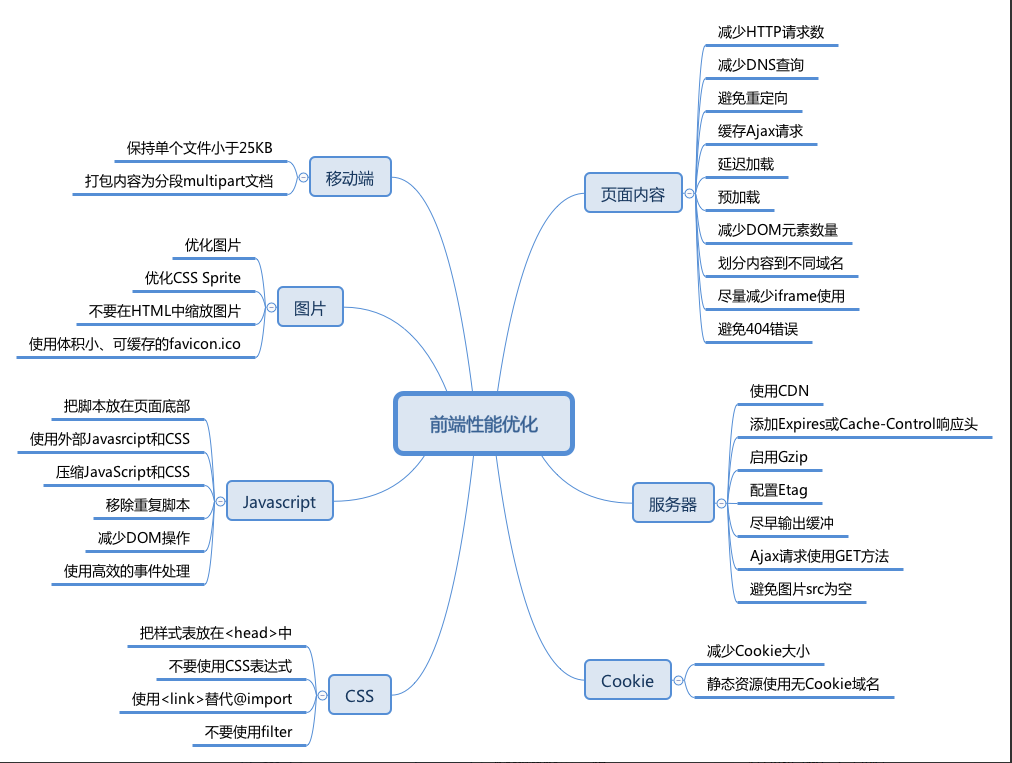 前端性能优化
页面内容
减少HTTP请求数
减少DNS查询
避免重定向
缓存Ajax请求
延迟加载
预加载
减少DOM元素数量
划分内容到不同域名
尽量减少iframe使用
避免404错误
服务器
使用CDN
添加Expires或Cache-Control响应头
启用Gzip
配置Etag
尽早输出缓冲
Ajax请求使用GET方法
避免图片src为空
Cookie
减少Cookie大小
静态资源使用无Cookie域名
移动端
保持单个文件小于25KB
打包内容为分段multipart文档
图片
优化图片
优化CSS Sprite
不要在HTML中缩放图片
使用体积小、可缓存的favicon.ico
Javascript
把脚本放在页面底部
使用外部Javasrcipt和CSS
压缩JavaScript和CSS
移除重复脚本
减少DOM操作
使用高效的事件处理
CSS
把样式表放在<head>中
不要使用CSS表达式
使用<link>替代@import
不要使用filter